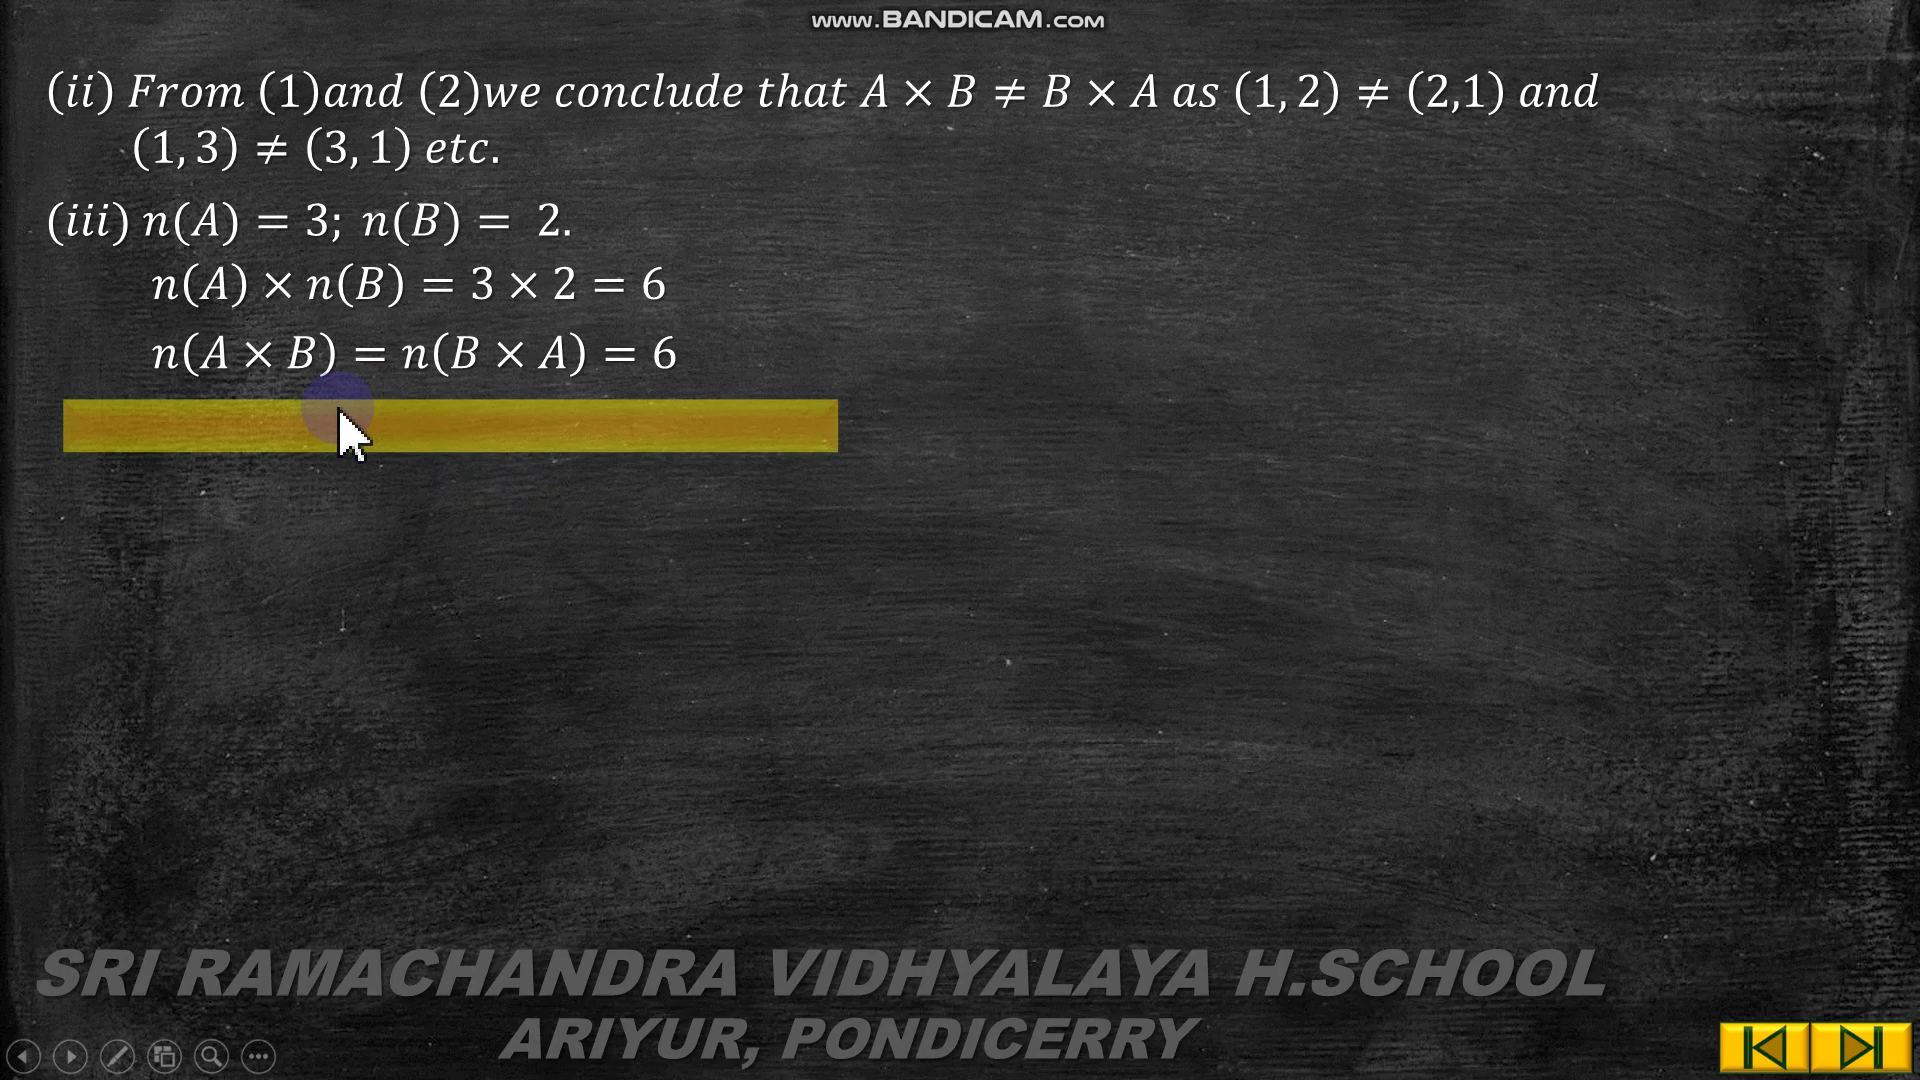 www.BANDICAM.com
(ii) From (1)and (2)we conclude that A × B ≠ B × A as (1, 2) ≠ (2,1) and
(1, 3) ≠ (3, 1) etc.
(iii) n(A) = 3; n(B) = 2.
n(A) × n(B) = 3 × 2 = 6
n(A × B) = n(B × A) = 6
SRI RAMACHANDRA VIDHYALAYA H.SCHOOL
ARIYUR, PONDICERRY